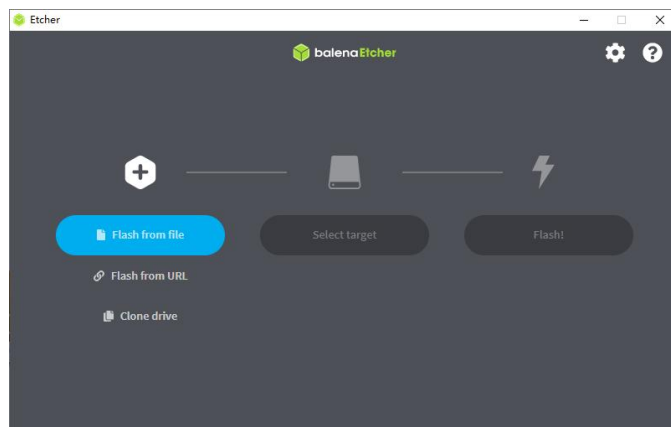 Etcher
balenaEtcher
Flash from file
Select target
Flash!
Flash from URL
Clone drive